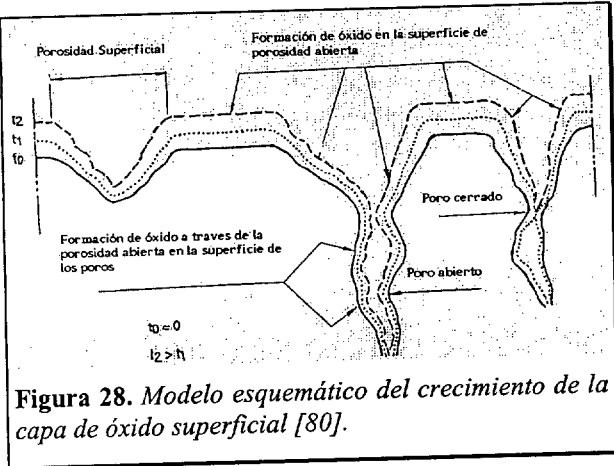 Porosidad Superficial
Formación de óxido en la superficie de
porosidad abierta
t2
t1
t0
Poro cerrado
Formación de óxido a traves de la
porosidad abierta en la superficie de
los poros
Poro abierto
t0 = 0
t2 > t1
Figura 28. Modelo esquemático del crecimiento de la
capa de óxido superficial [80].